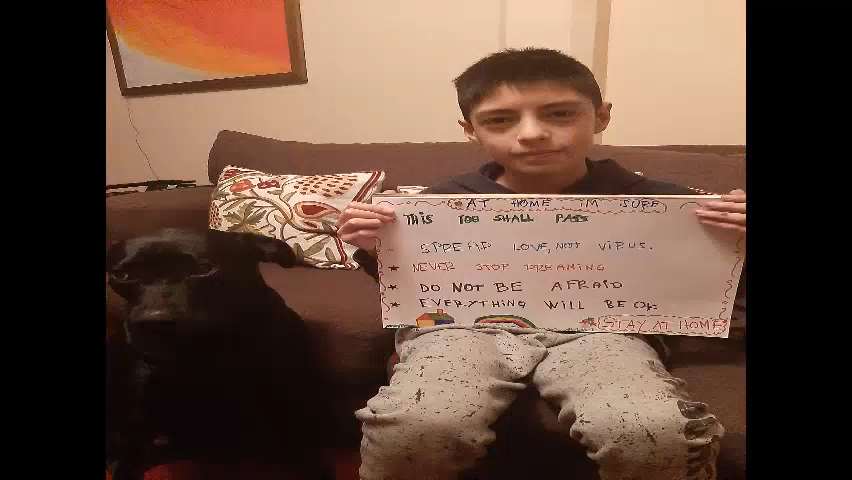 AT HOME iM SURE
THiS TOO SHALL PASS
SPREAD LOVE, NOT ViRUS.
NEVER STOP DREAMING
DO NOT BE AFRAID
EVERYTHING WILL BE OK
STAY AT HOME